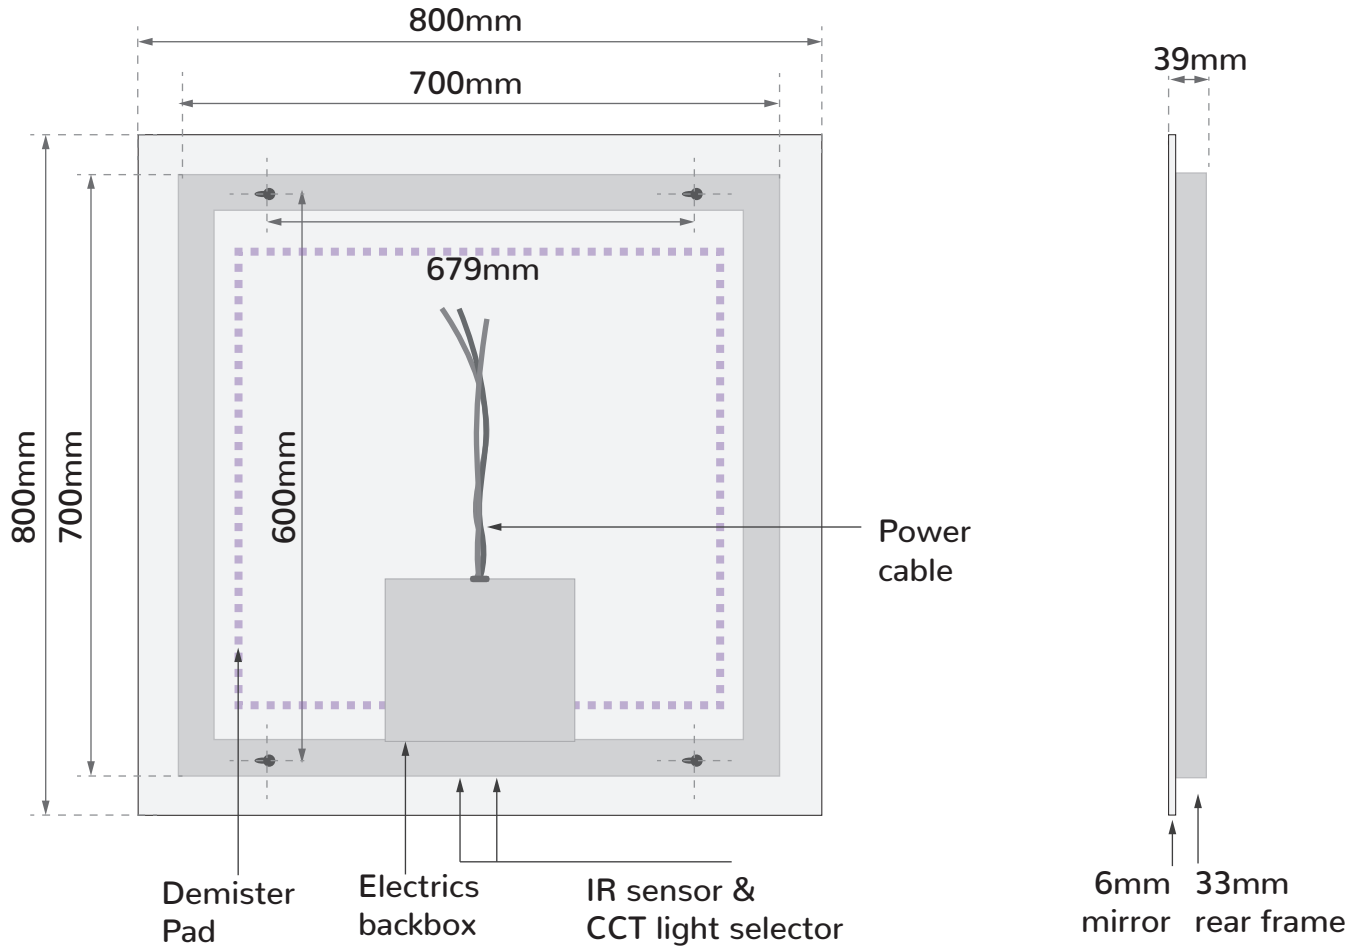 800mm
700mm
39mm
679mm
800mm
700mm
600mm
Power
cable
Demister
Pad
Electrics
backbox
IR sensor &
CCT light selector
6mm
mirror
33mm
rear frame